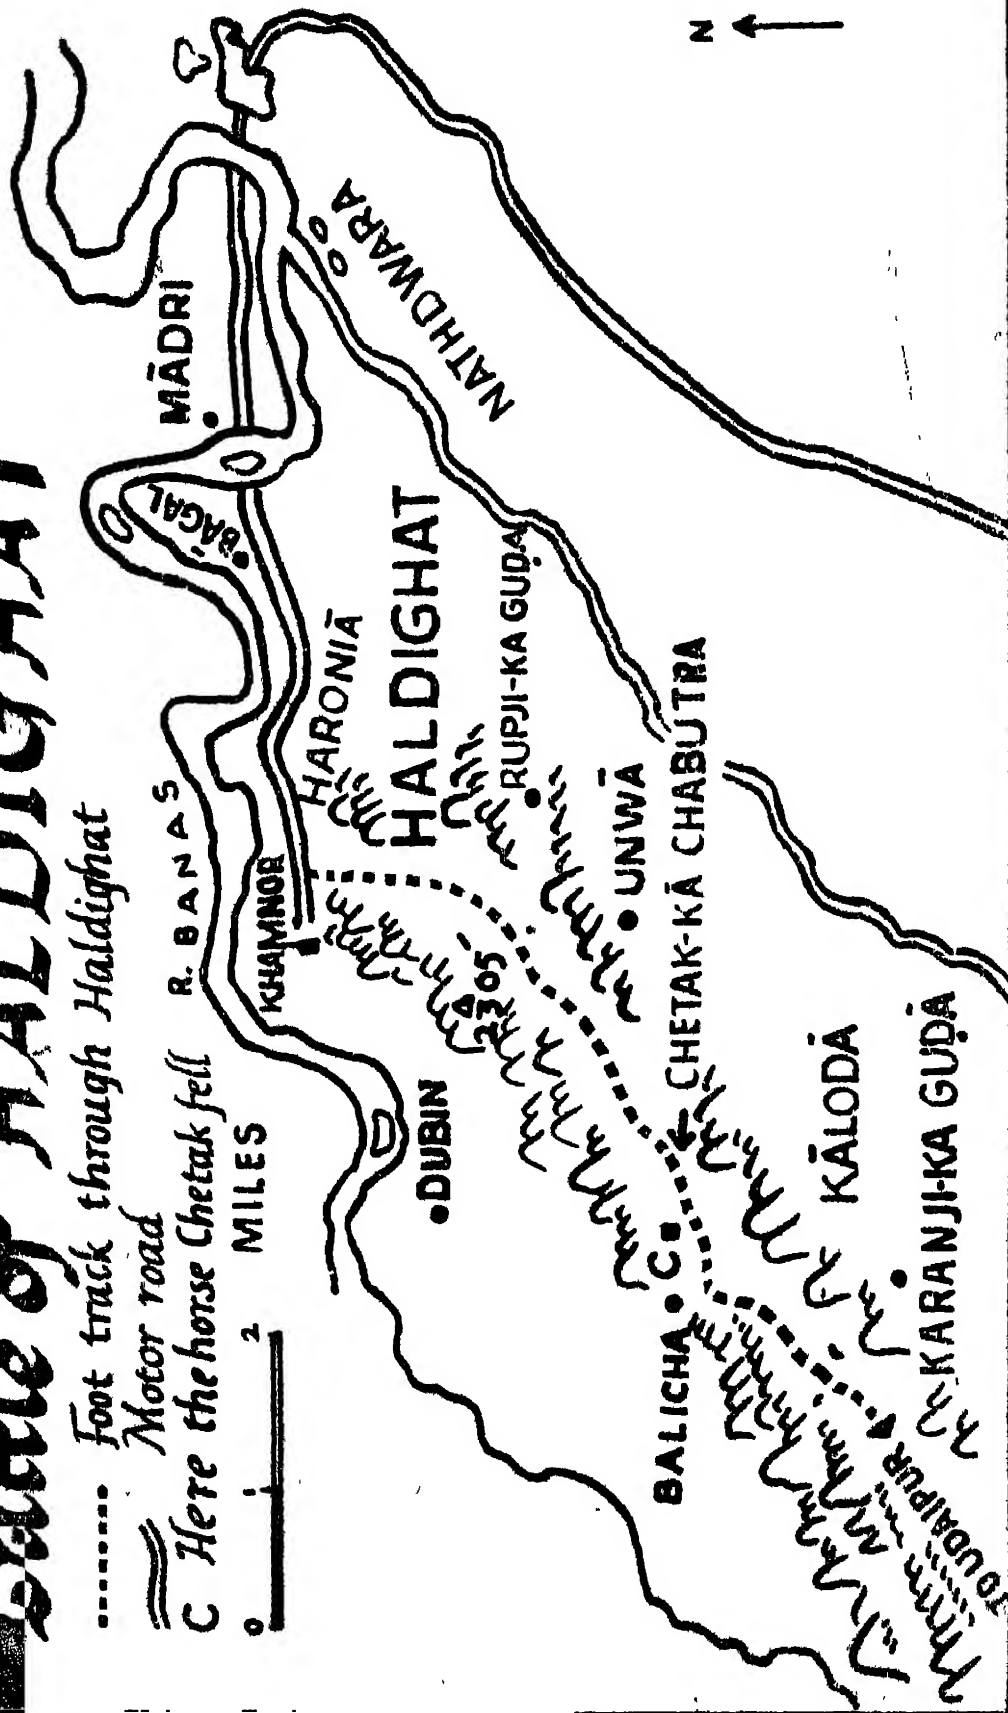 Battle of HALDIGHAT
Foot track through Haldighat
Motor road
C Here the horse Chetak fell
0 1 2 MILES
R. BANAS
BĀGAL
MĀDRI
KHAMNOR
HARONIĀ
NATHDWARA
HALDIGHAT
DUBIN
2305
RUPJI-KA GUḌA
UNWĀ
BALICHA
C
CHETAK-KĀ CHABUTRA
KĀLODĀ
KARANJI-KA GUḌĀ
TO UDAIPUR
N